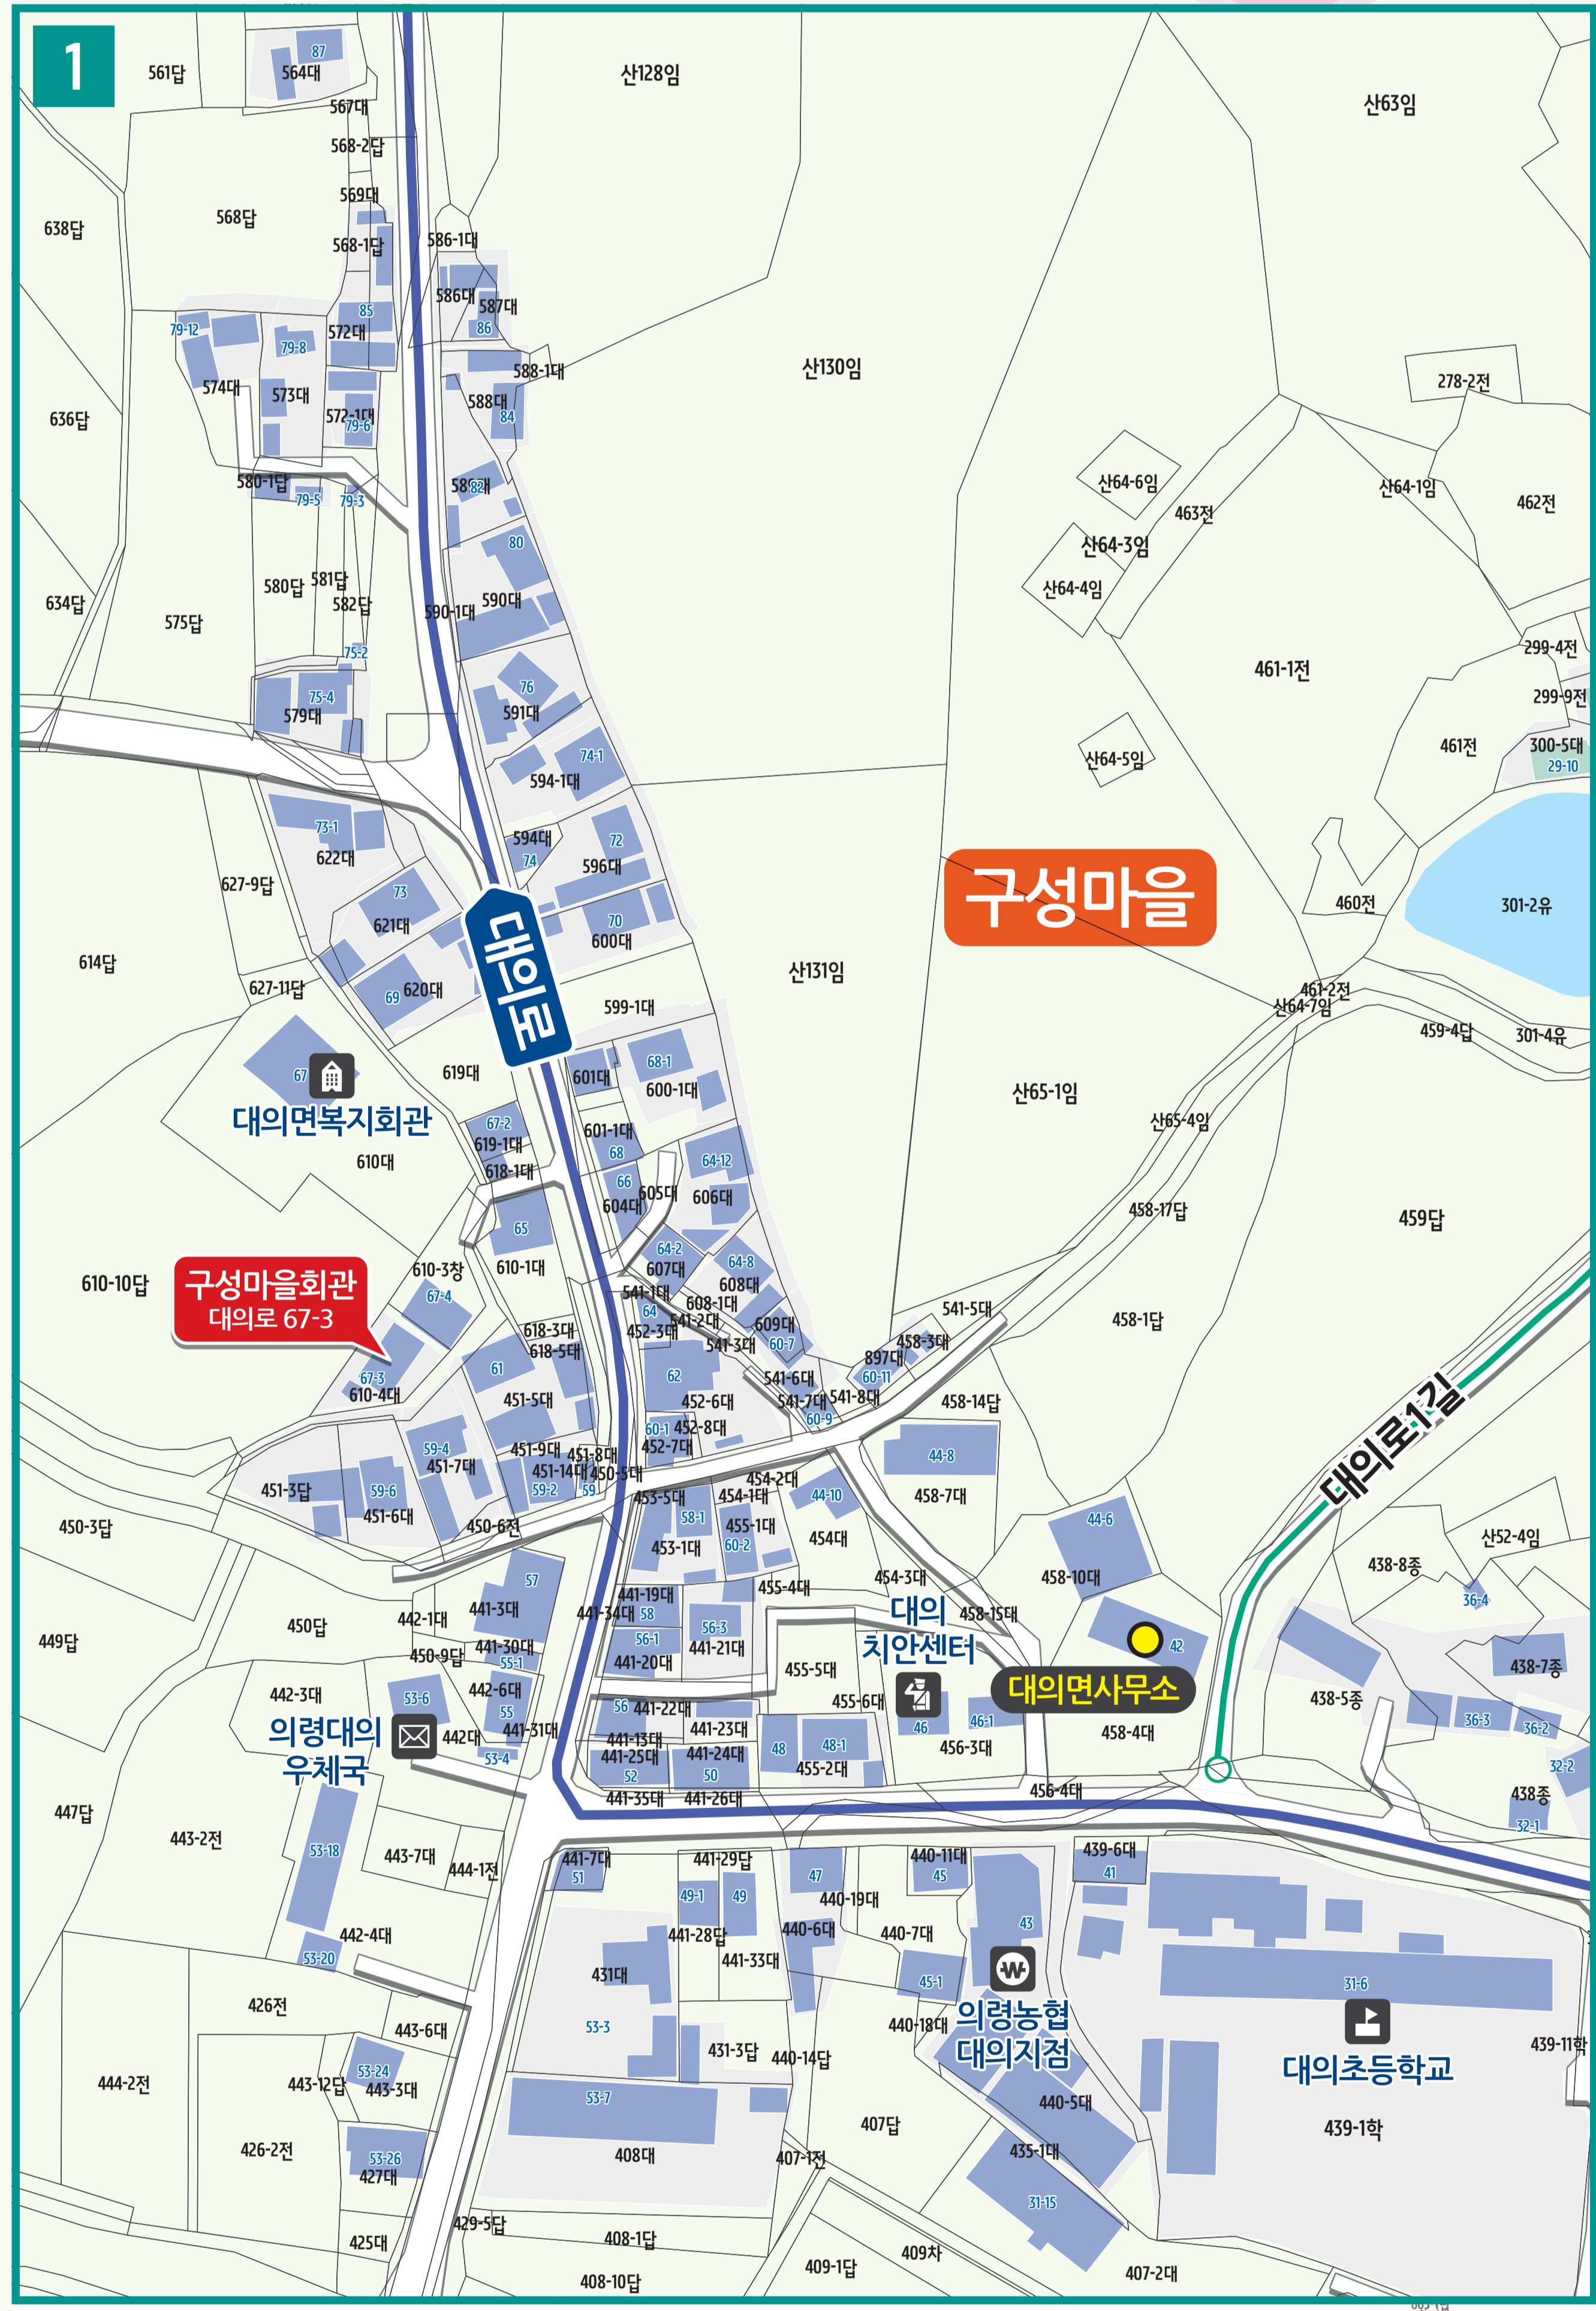 1
87
561답
564대
산128임
산63임
567대
568-2답
569대
568답
638답
568-1답
586-1대
586대
587대
86
85
572대
79-12
79-8
588-1대
산130임
278-2전
574대
573대
588대
84
572-1대
79-6
636답
580-1답
79-5
79-3
82
산64-6임
산64-1임
462전
463전
80
산64-3임
580답
581답
582답
산64-4임
634답
590대
590-1대
575답
75-2
299-4전
461-1전
75-4
76
299-9전
579대
591대
74-1
산64-5임
461전
300-5대
29-10
594-1대
73-1
594대
72
622대
74
596대
627-9답
73
구성마을
460전
301-2유
621대
70
600대
614답
대의로
산131임
627-11답
620대
69
461-2전
산64-7임
599-1대
459-4답
301-4유
67
619대
601대
68-1
600-1대
산65-1임
대의면복지회관
67-2
619-1대
601-1대
산65-4임
610대
618-1대
68
64-12
66
605대
606대
604대
458-17답
459답
65
64-2
607대
64-8
610-3창
610-1대
608대
610-10답
구성마을회관
대의로 67-3
67-4
541-1대
608-1대
64
541-2대
541-5대
618-3대
452-3대
609대
458-1답
618-5대
541-3대
60-7
458-3대
897대
67-3
61
62
541-6대
60-11
610-4대
451-5대
452-6대
541-7대
541-8대
458-14답
60-9
대의로1길
60-1
452-8대
59-4
451-9대
451-8대
452-7대
44-8
451-7대
451-14대
450-5대
451-3답
59-6
59-2
59
454-2대
453-5대
454-1대
44-10
458-7대
451-6대
450-6전
58-1
455-1대
44-6
450-3답
453-1대
60-2
454대
산52-4임
438-8종
57
441-19대
455-4대
454-3대
458-10대
442-1대
441-3대
441-34대
58
대의
치안센터
458-15대
36-4
450답
56-3
449답
441-30대
56-1
441-21대
42
450-9답
55-1
441-20대
455-5대
438-7종
442-3대
53-6
442-6대
대의면사무소
438-5종
55
56
441-22대
455-6대
의령대의
우체국
442대
441-31대
441-23대
46
46-1
458-4대
36-3
36-2
53-4
441-13대
441-25대
441-24대
48
48-1
456-3대
52
50
455-2대
32-2
441-35대
441-26대
456-4대
438종
32-1
447답
443-2전
53-18
443-7대
444-1전
441-7대
51
441-29답
47
440-11대
45
439-6대
41
49-1
49
440-19대
43
442-4대
441-28답
440-6대
440-7대
53-20
431대
441-33대
45-1
31-6
426전
443-6대
53-3
440-18대
의령농협
대의지점
439-11학
53-24
431-3답
440-14답
대의초등학교
444-2전
443-12답
443-3대
53-7
440-5대
407답
439-1학
426-2전
53-26
427대
408대
407-1전
435-1대
31-15
429-5답
425대
408-1답
409차
409-1답
407-2대
408-10답